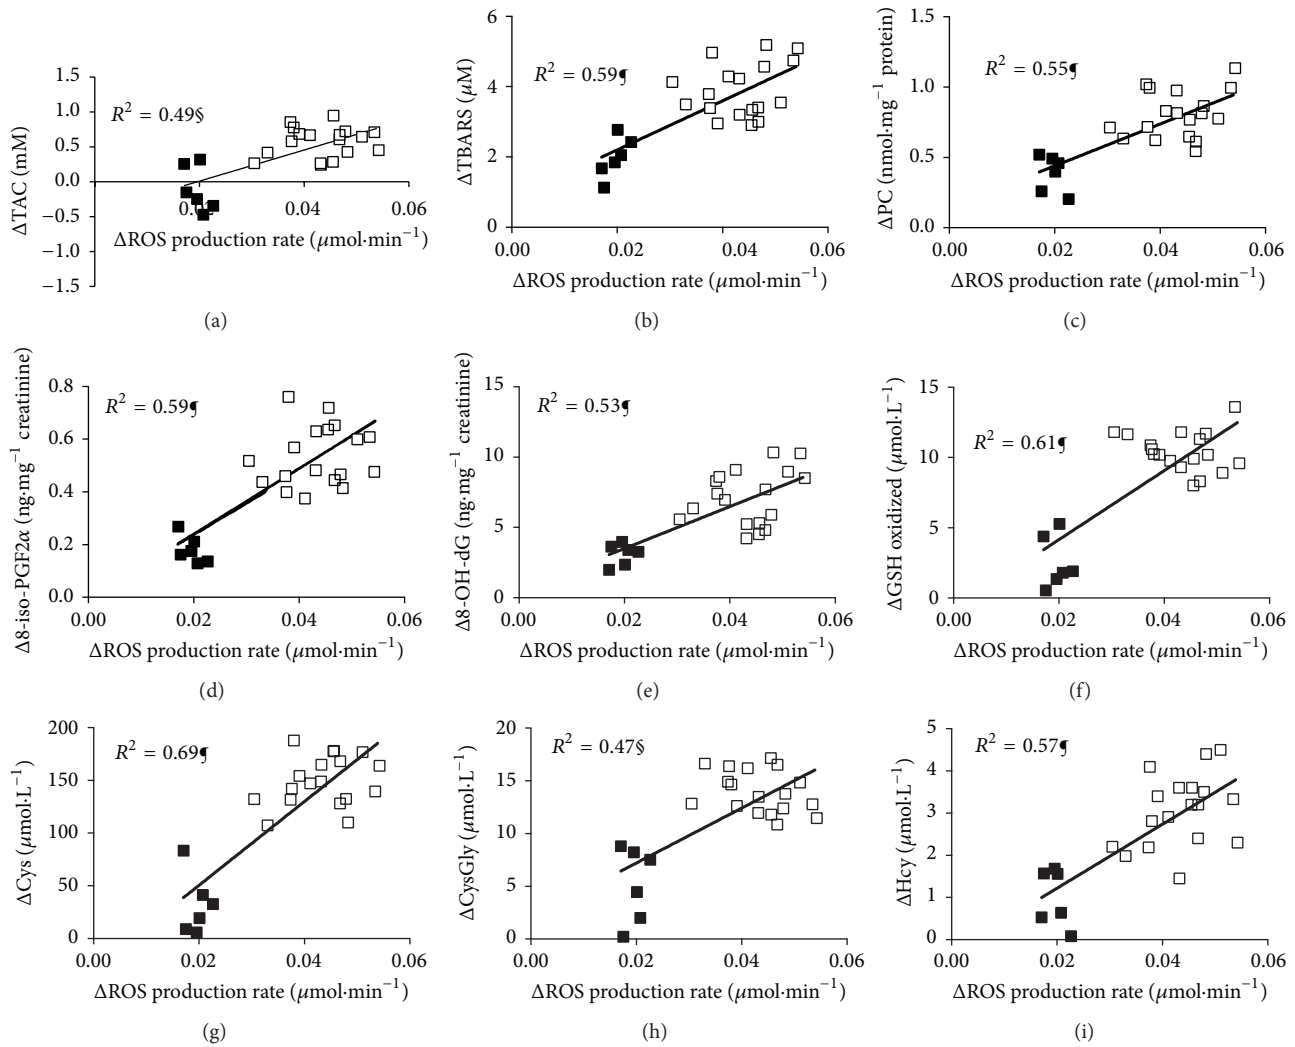 R² = 0.49§
ΔTAC (mM)
1.5
1.0
0.5
0.0
−0.5
−1.0
−1.5
0.04
0.06
ΔROS production rate (μmol·min⁻¹)
(a)
R² = 0.59¶
ΔTBARS (μM)
6
4
2
0
0.00
0.02
0.04
0.06
ΔROS production rate (μmol·min⁻¹)
(b)
R² = 0.55¶
ΔPC (nmol·mg⁻¹ protein)
1.5
1.0
0.5
0.0
0.00
0.02
0.04
0.06
ΔROS production rate (μmol·min⁻¹)
(c)
R² = 0.59¶
Δ8-iso-PGF2α (ng·mg⁻¹ creatinine)
0.8
0.6
0.4
0.2
0.0
0.00
0.02
0.04
0.06
ΔROS production rate (μmol·min⁻¹)
(d)
R² = 0.53¶
Δ8-OH-dG (ng·mg⁻¹ creatinine)
15
10
5
0
0.00
0.02
0.04
0.06
ΔROS production rate (μmol·min⁻¹)
(e)
R² = 0.61¶
ΔGSH oxidized (μmol·L⁻¹)
15
10
5
0
0.00
0.02
0.04
0.06
ΔROS production rate (μmol·min⁻¹)
(f)
R² = 0.69¶
ΔCys (μmol·L⁻¹)
200
150
100
50
0
0.00
0.02
0.04
0.06
ΔROS production rate (μmol·min⁻¹)
(g)
R² = 0.47§
ΔCysGly (μmol·L⁻¹)
20
15
10
5
0
0.00
0.02
0.04
0.06
ΔROS production rate (μmol·min⁻¹)
(h)
R² = 0.57¶
ΔHcy (μmol·L⁻¹)
5
4
3
2
1
0
0.00
0.02
0.04
0.06
ΔROS production rate (μmol·min⁻¹)
(i)